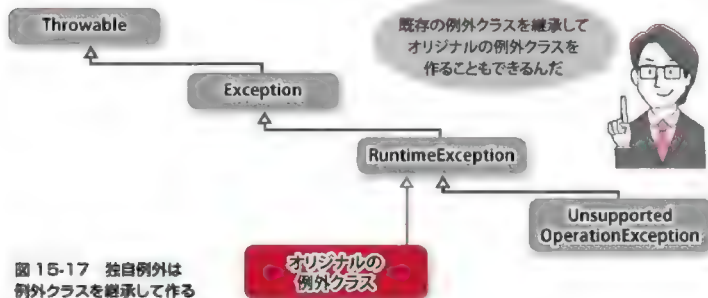 Throwable
既存の例外クラスを継承して
オリジナルの例外クラスを
作ることもできるんだ
Exception
RuntimeException
Unsupported
OperationException
オリジナルの
例外クラス
図 15-17 独自例外は
例外クラスを継承して作る